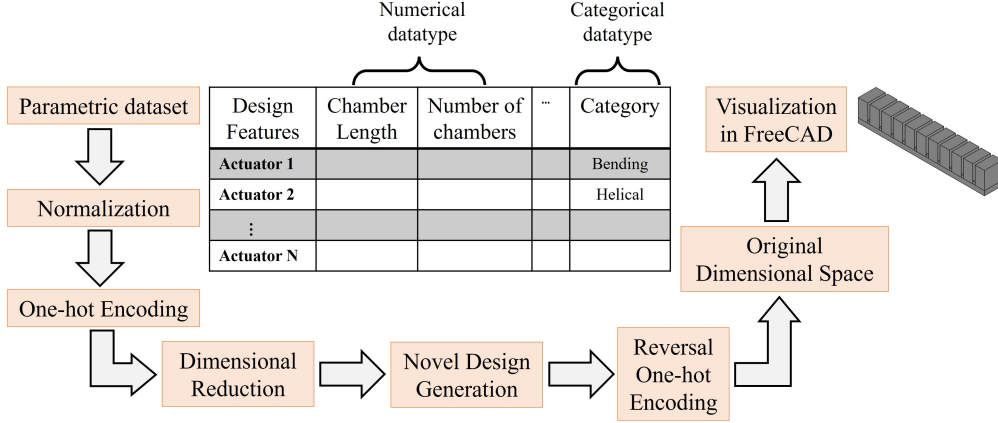 Numerical
datatype
Categorical
datatype
Parametric dataset
Normalization
One-hot Encoding
Design
Features
Chamber
Length
Number of
chambers
...
Category
Actuator 1
Bending
Actuator 2
Helical
⋮
Actuator N
Dimensional
Reduction
Novel Design
Generation
Reversal
One-hot
Encoding
Original
Dimensional Space
Visualization
in FreeCAD